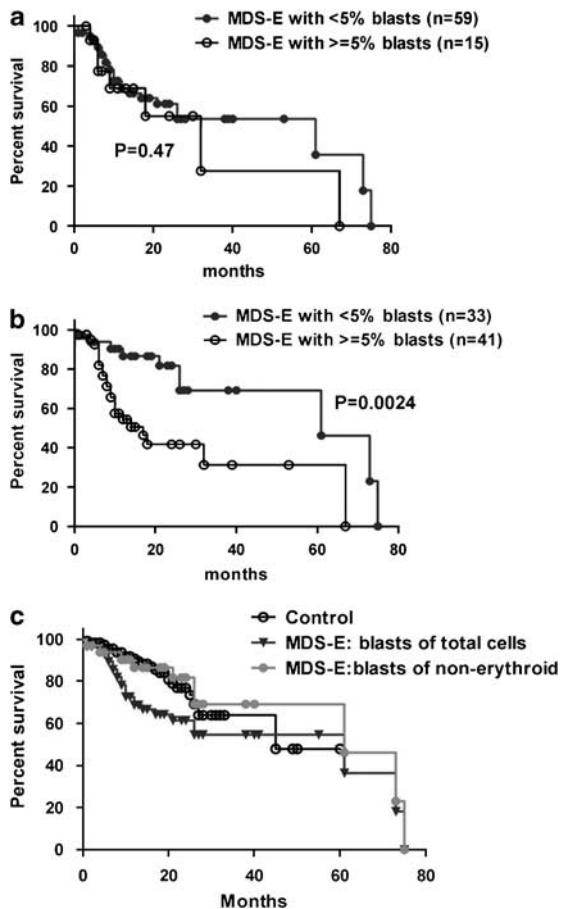 a
MDS-E with <5% blasts (n=59)
MDS-E with >=5% blasts (n=15)
Percent survival
100
80
60
40
20
0
P=0.47
0 20 40 60 80
months
b
MDS-E with <5% blasts (n=33)
MDS-E with >=5% blasts (n=41)
Percent survival
100
80
60
40
20
0
P=0.0024
0 20 40 60 80
months
c
Control
MDS-E: blasts of total cells
MDS-E:blasts of non-erythroid
Percent survival
100
80
60
40
20
0
0 20 40 60 80
Months